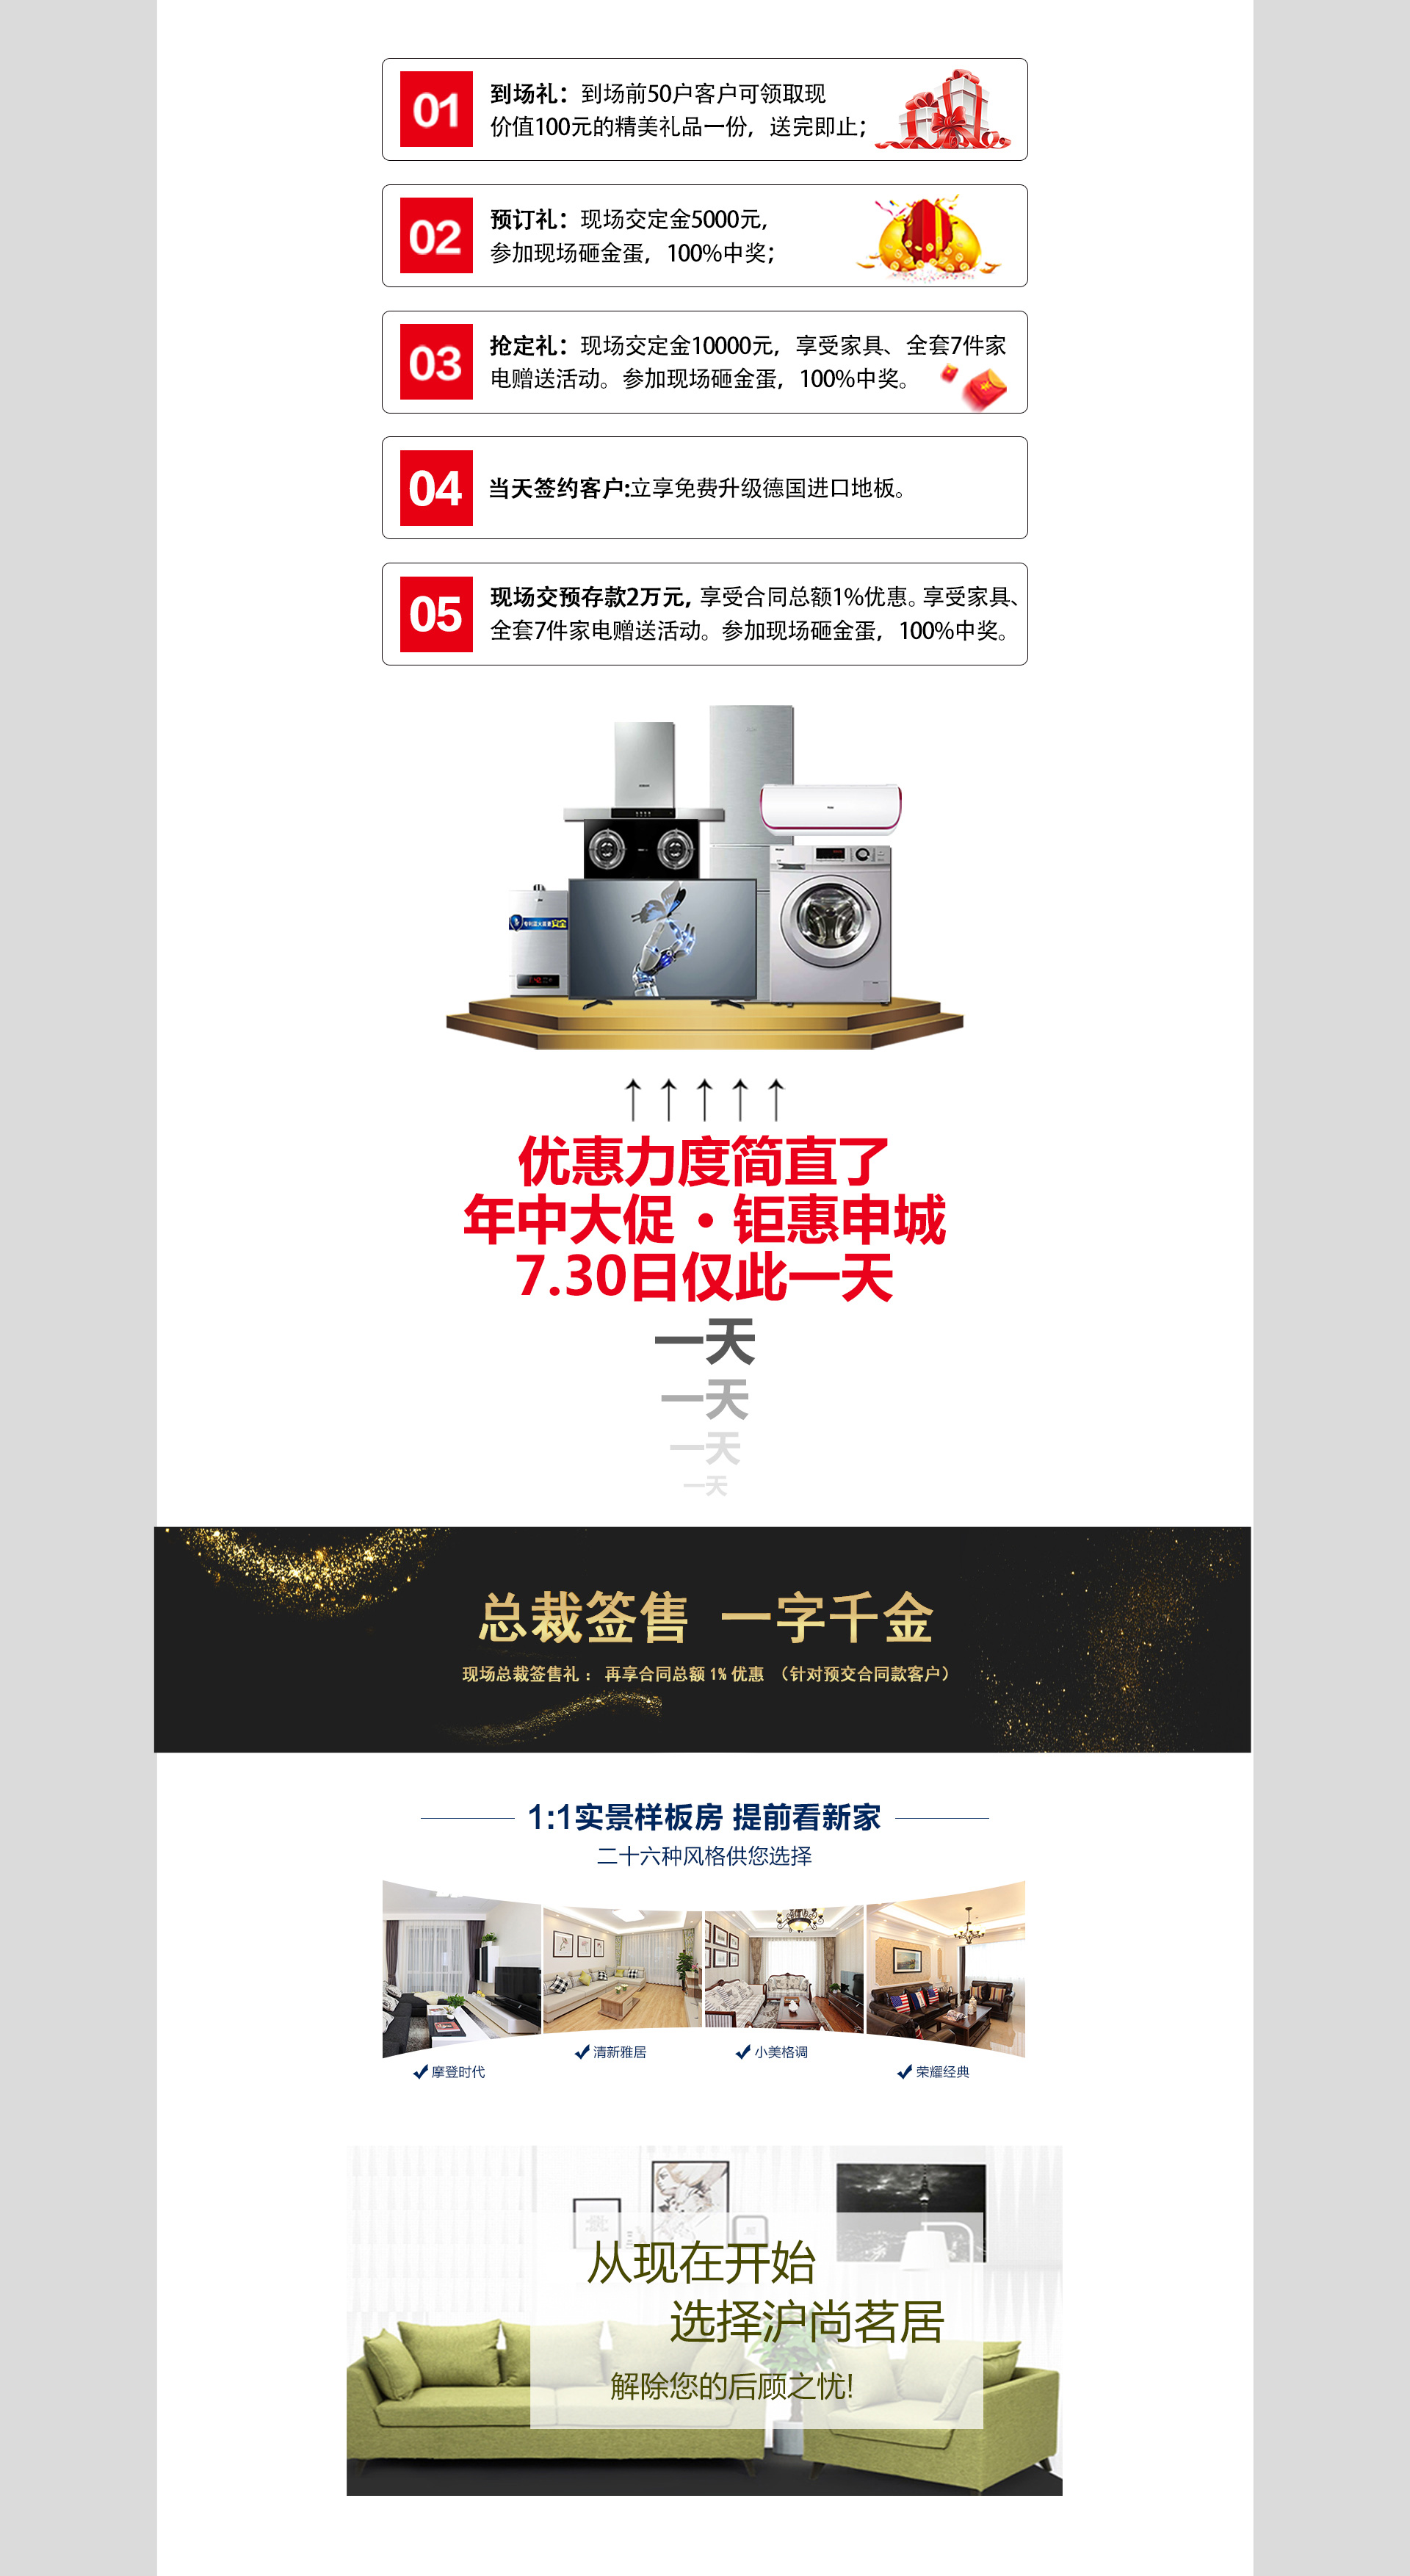 01
到场礼：到场前50户客户可领取现
价值100元的精美礼品一份，送完即止；
02
预订礼：现场交定金5000元，
参加现场砸金蛋，100%中奖；
03
抢定礼：现场交定金10000元，享受家具、全套7件家
电赠送活动。参加现场砸金蛋，100%中奖。
04
当天签约客户:立享免费升级德国进口地板。
05
现场交预存款2万元，享受合同总额1%优惠。享受家具、
全套7件家电赠送活动。参加现场砸金蛋，100%中奖。
优惠力度简直了
年中大促·钜惠申城
7.30日仅此一天
一天
一天
一天
一天
总裁签售 一字千金
现场总裁签售礼：再享合同总额1%优惠（针对预交合同款客户）
1:1实景样板房 提前看新家
二十六种风格供您选择
清新雅居
小美格调
摩登时代
荣耀经典
从现在开始
选择沪尚茗居
解除您的后顾之忧!